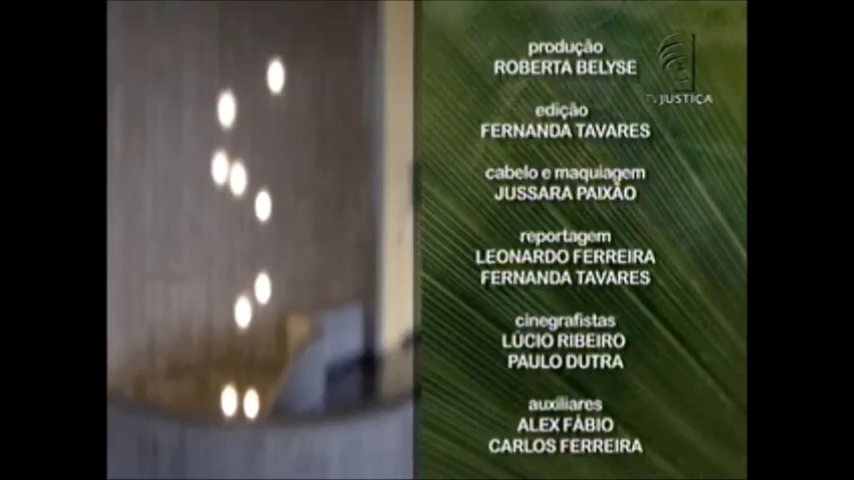 produção
ROBERTA BELYSE
TV JUSTIÇA
edição
FERNANDA TAVARES
cabelo e maquiagem
JUSSARA PAIXÃO
reportagem
LEONARDO FERREIRA
FERNANDA TAVARES
cinegrafistas
LÚCIO RIBEIRO
PAULO DUTRA
auxiliares
ALEX FÁBIO
CARLOS FERREIRA